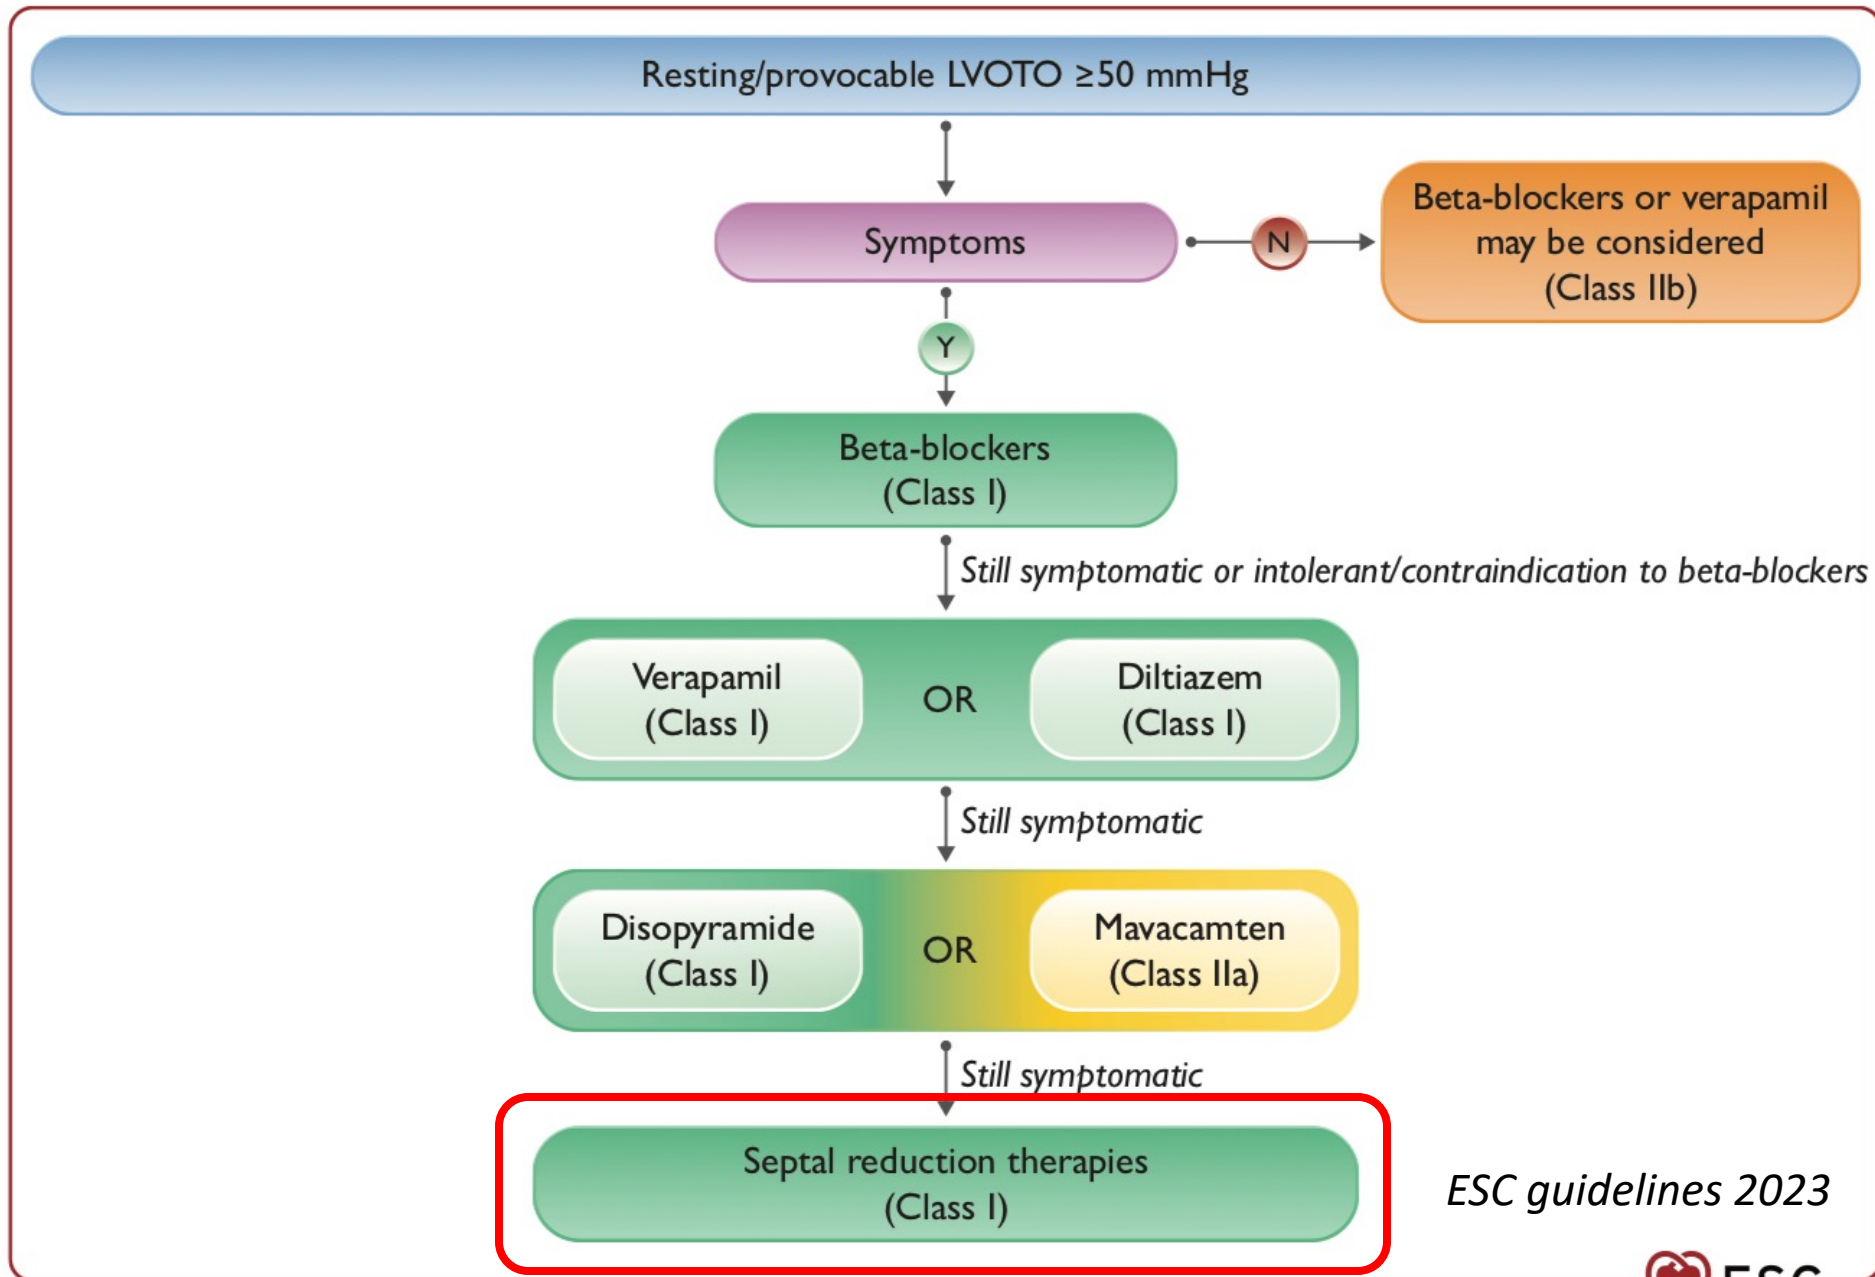 Resting/provocable LVOTO ≥50 mmHg
Symptoms
N
Beta-blockers or verapamil
may be considered
(Class IIb)
Y
Beta-blockers
(Class I)
Still symptomatic or intolerant/contraindication to beta-blockers
Verapamil
(Class I)
OR
Diltiazem
(Class I)
Still symptomatic
Disopyramide
(Class I)
OR
Mavacamten
(Class IIa)
Still symptomatic
Septal reduction therapies
(Class I)
ESC guidelines 2023
ESC